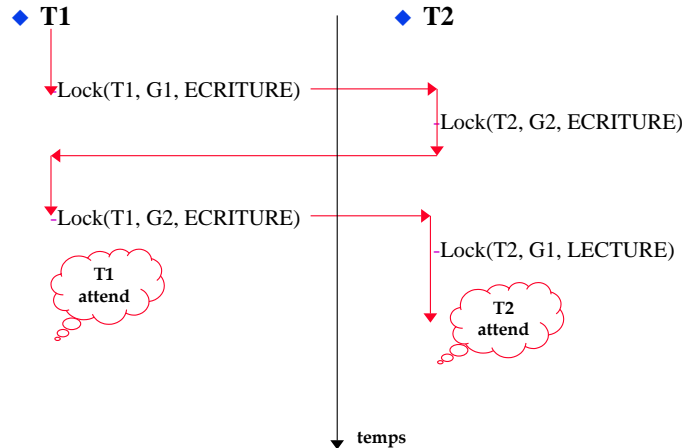 T1
T2
-Lock(T1, G1, ECRITURE)
-Lock(T2, G2, ECRITURE)
-Lock(T1, G2, ECRITURE)
-Lock(T2, G1, LECTURE)
T1
attend
T2
attend
temps